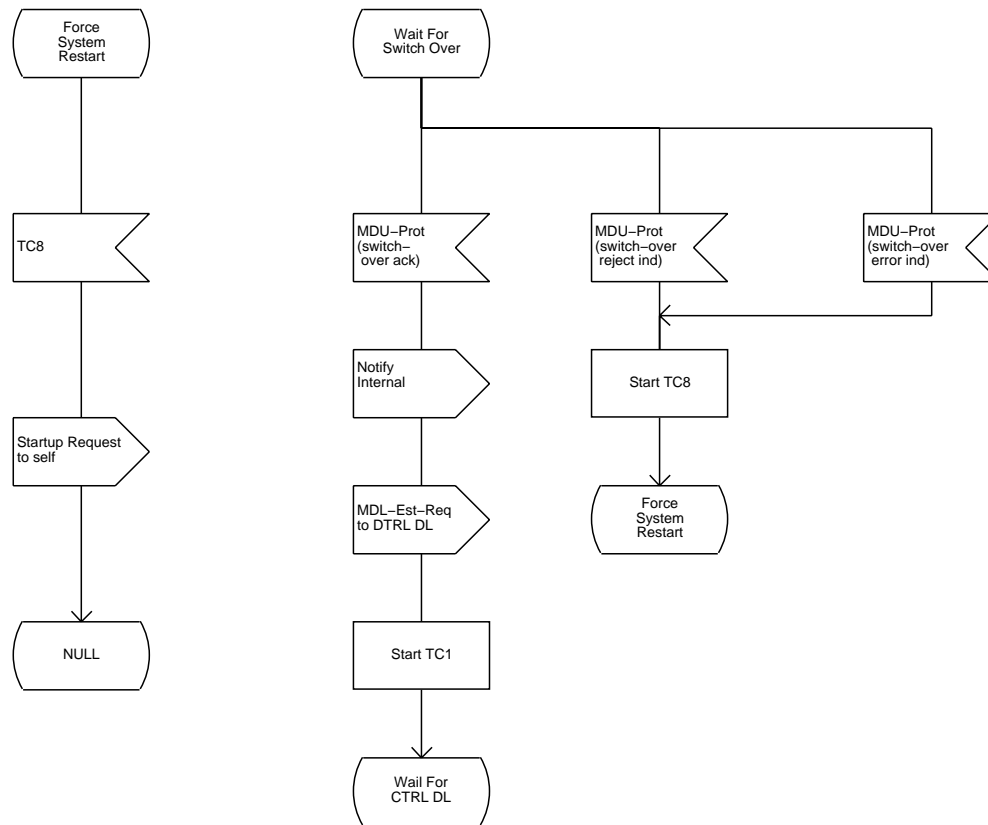 Force
System
Restart
TC8
Startup Request
to self
NULL
Wait For
Switch Over
MDU−Prot
(switch−
over ack)
Notify
Internal
MDL−Est−Req
to DTRL DL
Start TC1
Wail For
CTRL DL
MDU−Prot
(switch−over
reject ind)
Start TC8
Force
System
Restart
MDU−Prot
(switch−over
error ind)